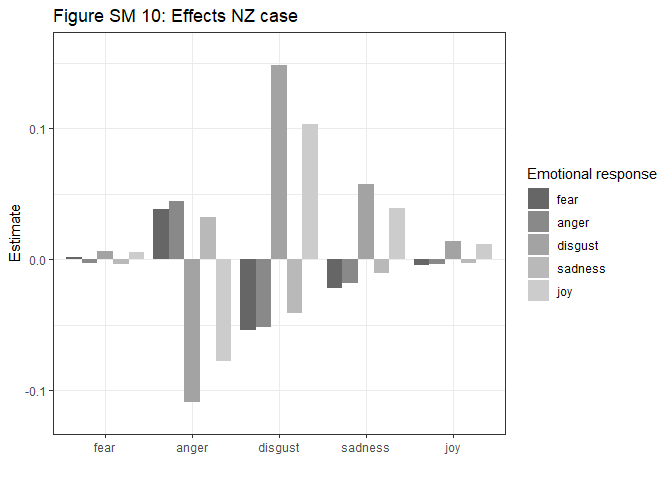 Figure SM 10: Effects NZ case
Estimate
0.1
0.0
-0.1
fear anger disgust sadness joy
Emotional response
fear
anger
disgust
sadness
joy